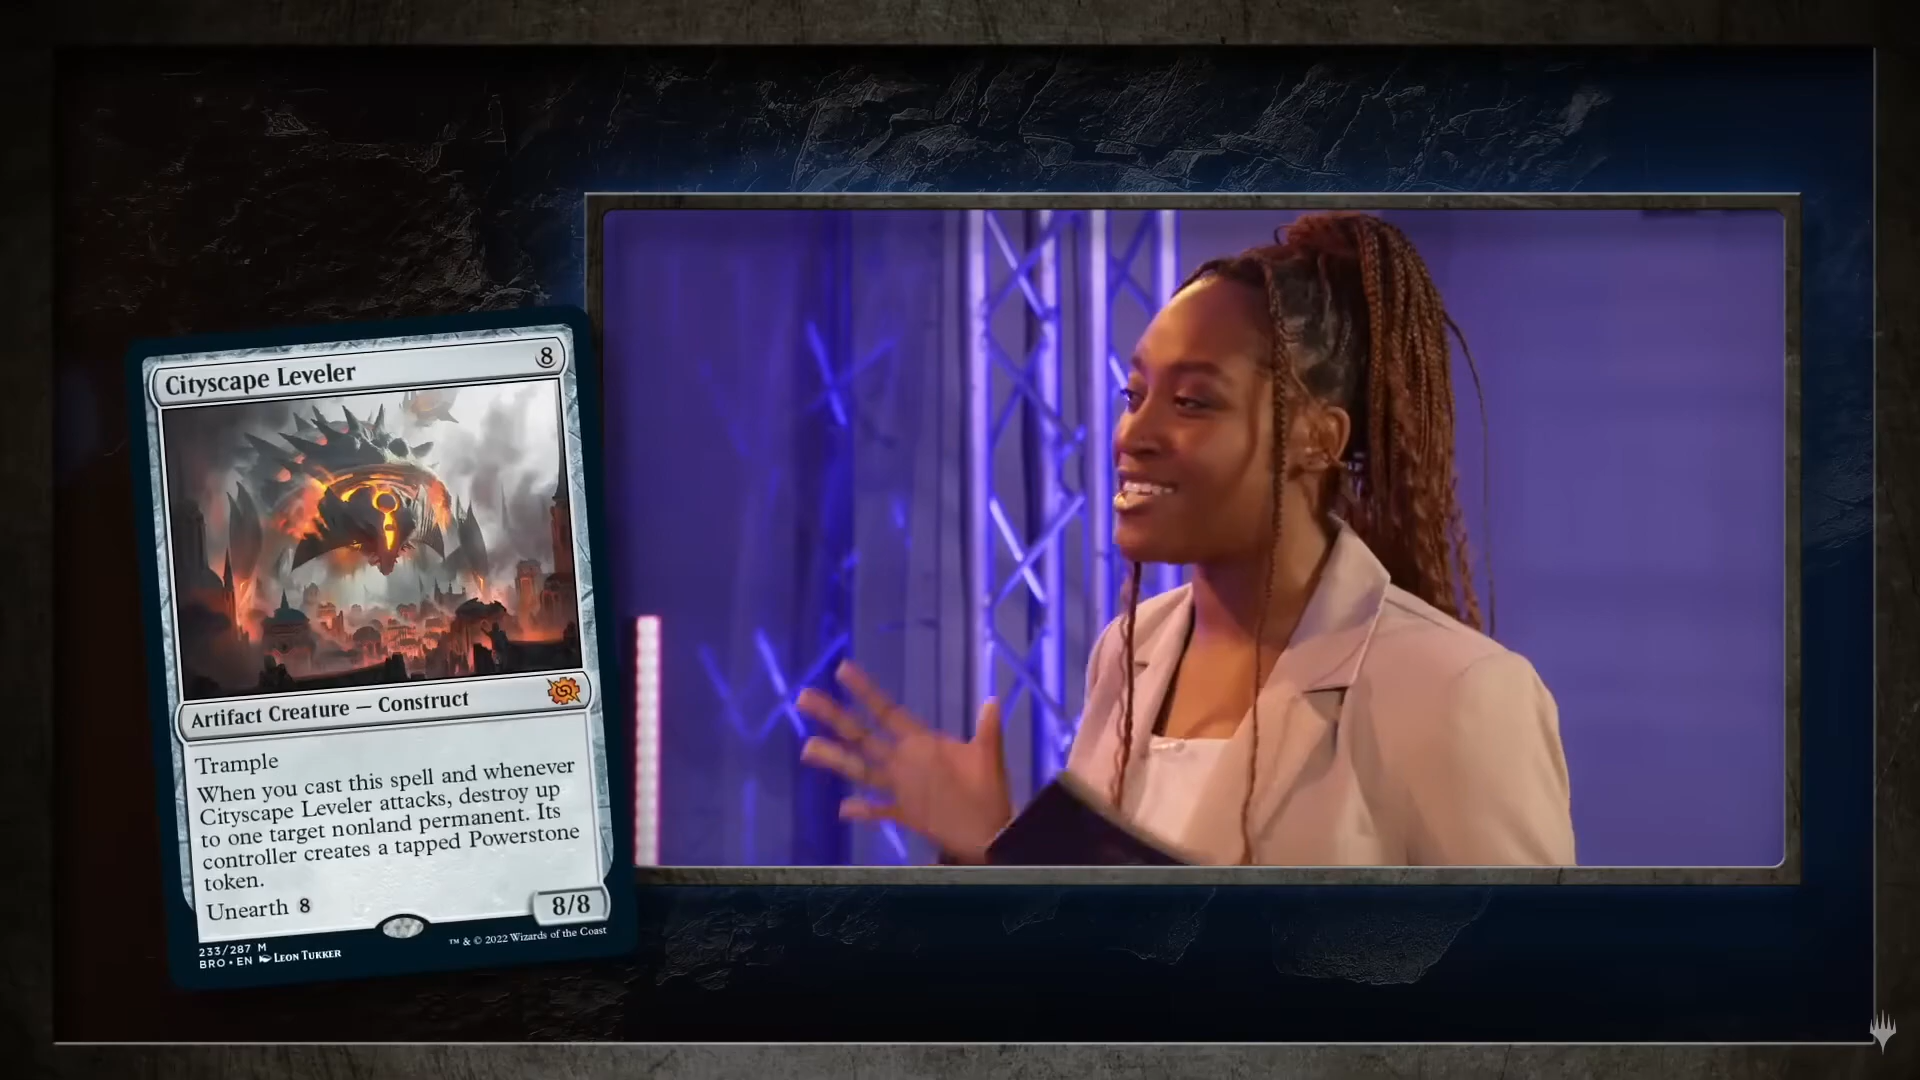 Cityscape Leveler 8
Artifact Creature — Construct
Trample
When you cast this spell and whenever
Cityscape Leveler attacks, destroy up
to one target nonland permanent. Its
controller creates a tapped Powerstone
token.
Unearth 8
8/8
233/287 M
BRO • EN LEON TUKKER
™ & © 2022 Wizards of the Coast